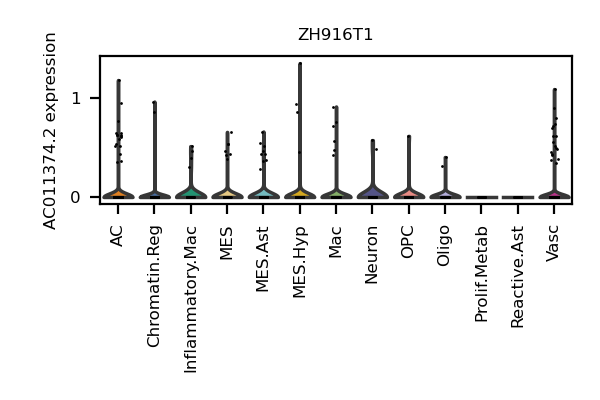 ZH916T1
AC011374.2 expression
1
0
AC
Chromatin.Reg
Inflammatory.Mac
MES
MES.Ast
MES.Hyp
Mac
Neuron
OPC
Oligo
Prolif.Metab
Reactive.Ast
Vasc